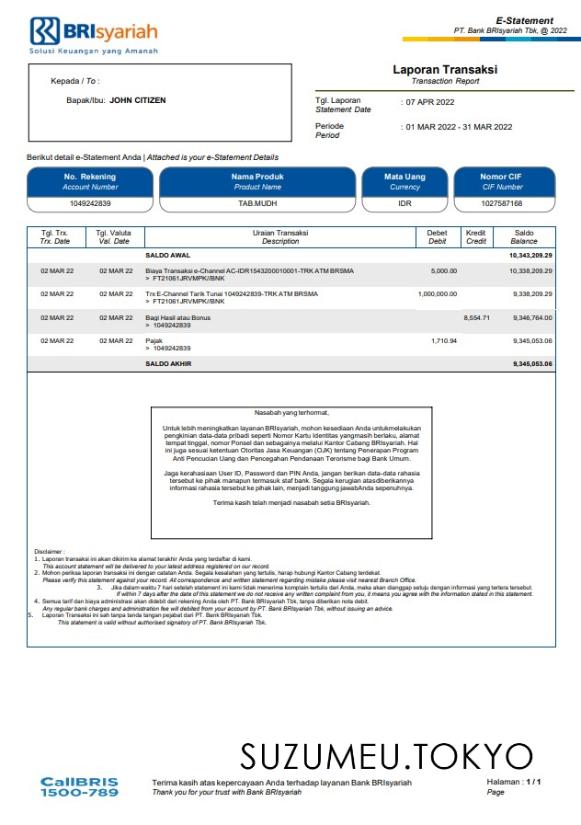 BRIsyariah
Solusi Keuangan yang Amanah
E-Statement
PT. Bank BRIsyariah Tbk, @ 2022
Kepada / To :
Bapak/Ibu: JOHN CITIZEN
Laporan Transaksi
Transaction Report
Tgl. Laporan : 07 APR 2022
Statement Date
Periode : 01 MAR 2022 - 31 MAR 2022
Period
Berikut detail e-Statement Anda | Attached is your e-Statement Details
No. Rekening Nama Produk Mata Uang Nomor CIF
Account Number Product Name Currency CIF Number
1049242839 TAB.MUDH IDR 1027587168
Tgl. Trx. Tgl. Valuta Uraian Transaksi Debet Kredit Saldo
Trx. Date Val. Date Description Debit Credit Balance
SALDO AWAL 10,343,209.29
02 MAR 22 02 MAR 22 Biaya Transaksi e-Channel AC-IDR1543200010001-TRK ATM BRSMA 5,000.00 10,338,209.29
> FT21061JRVMPK//BNK
02 MAR 22 02 MAR 22 Trx E-Channel Tarik Tunai 1049242839-TRK ATM BRSMA 1,000,000.00 9,338,209.29
> FT21061JRVMPK//BNK
02 MAR 22 02 MAR 22 Bagi Hasil atau Bonus 8,554.71 9,346,764.00
> 1049242839
02 MAR 22 02 MAR 22 Pajak 1,710.94 9,345,053.06
> 1049242839
SALDO AKHIR 9,345,053.06
Nasabah yang terhormat,
Untuk lebih meningkatkan layanan BRIsyariah, mohon kesediaan Anda untukmelakukan
pengkinian data-data pribadi seperti Nomor Kartu Identitas yangmasih berlaku, alamat
tempat tinggal, nomor Ponsel dan sebagainya melalui Kantor Cabang BRIsyariah. Hal
ini juga sesuai ketentuan Otoritas Jasa Keuangan (OJK) tentang Penerapan Program
Anti Pencucian Uang dan Pencegahan Pendanaan Terorisme bagi Bank Umum.
Jaga kerahasiaan User ID, Password dan PIN Anda, jangan berikan data-data rahasia
tersebut ke pihak manapun termasuk staf bank. Segala kerugian atasdiberikannya
informasi rahasia tersebut ke pihak lain, menjadi tanggung jawabAnda sepenuhnya.
Terima kasih telah menjadi nasabah setia BRIsyariah.
Disclaimer :
1. Laporan transaksi ini akan dikirim ke alamat terakhir Anda yang terdaftar di kami.
This account statement will be delivered to your latest address registered on our record.
2. Mohon periksa laporan transaksi ini dengan catatan Anda. Segala kesalahan yang tertulis, harap hubungi Kantor Cabang terdekat.
Please verify this statement against your record. All correspondence and written statement regarding mistake please visit nearest Branch Office.
3. Jika dalam waktu 7 hari setelah statement ini kami tidak menerima komplain tertulis dari Anda, maka akan dianggap setuju dengan informasi yang tertera tersebut.
If within 7 days after the date of this statement we do not receive any written complaint from you, it means you agree with the information stated in this statement.
4. Semua tarif dan biaya administrasi akan didebit dari rekening Anda oleh PT. Bank BRIsyariah Tbk, tanpa diberikan nota debit.
Any regular bank charges and administration fee will debited from your account by PT. Bank BRIsyariah Tbk, without issuing an advice.
5. Laporan Transaksi ini sah tanpa tanda tangan pejabat dari PT. Bank BRIsyariah Tbk.
This statement is valid without authorised signatory of PT. Bank BRIsyariah Tbk.
SUZUMEU.TOKYO
CallBRIS
1500-789
Terima kasih atas kepercayaan Anda terhadap layanan Bank BRIsyariah
Thank you for your trust with Bank BRIsyariah
Halaman : 1 / 1
Page